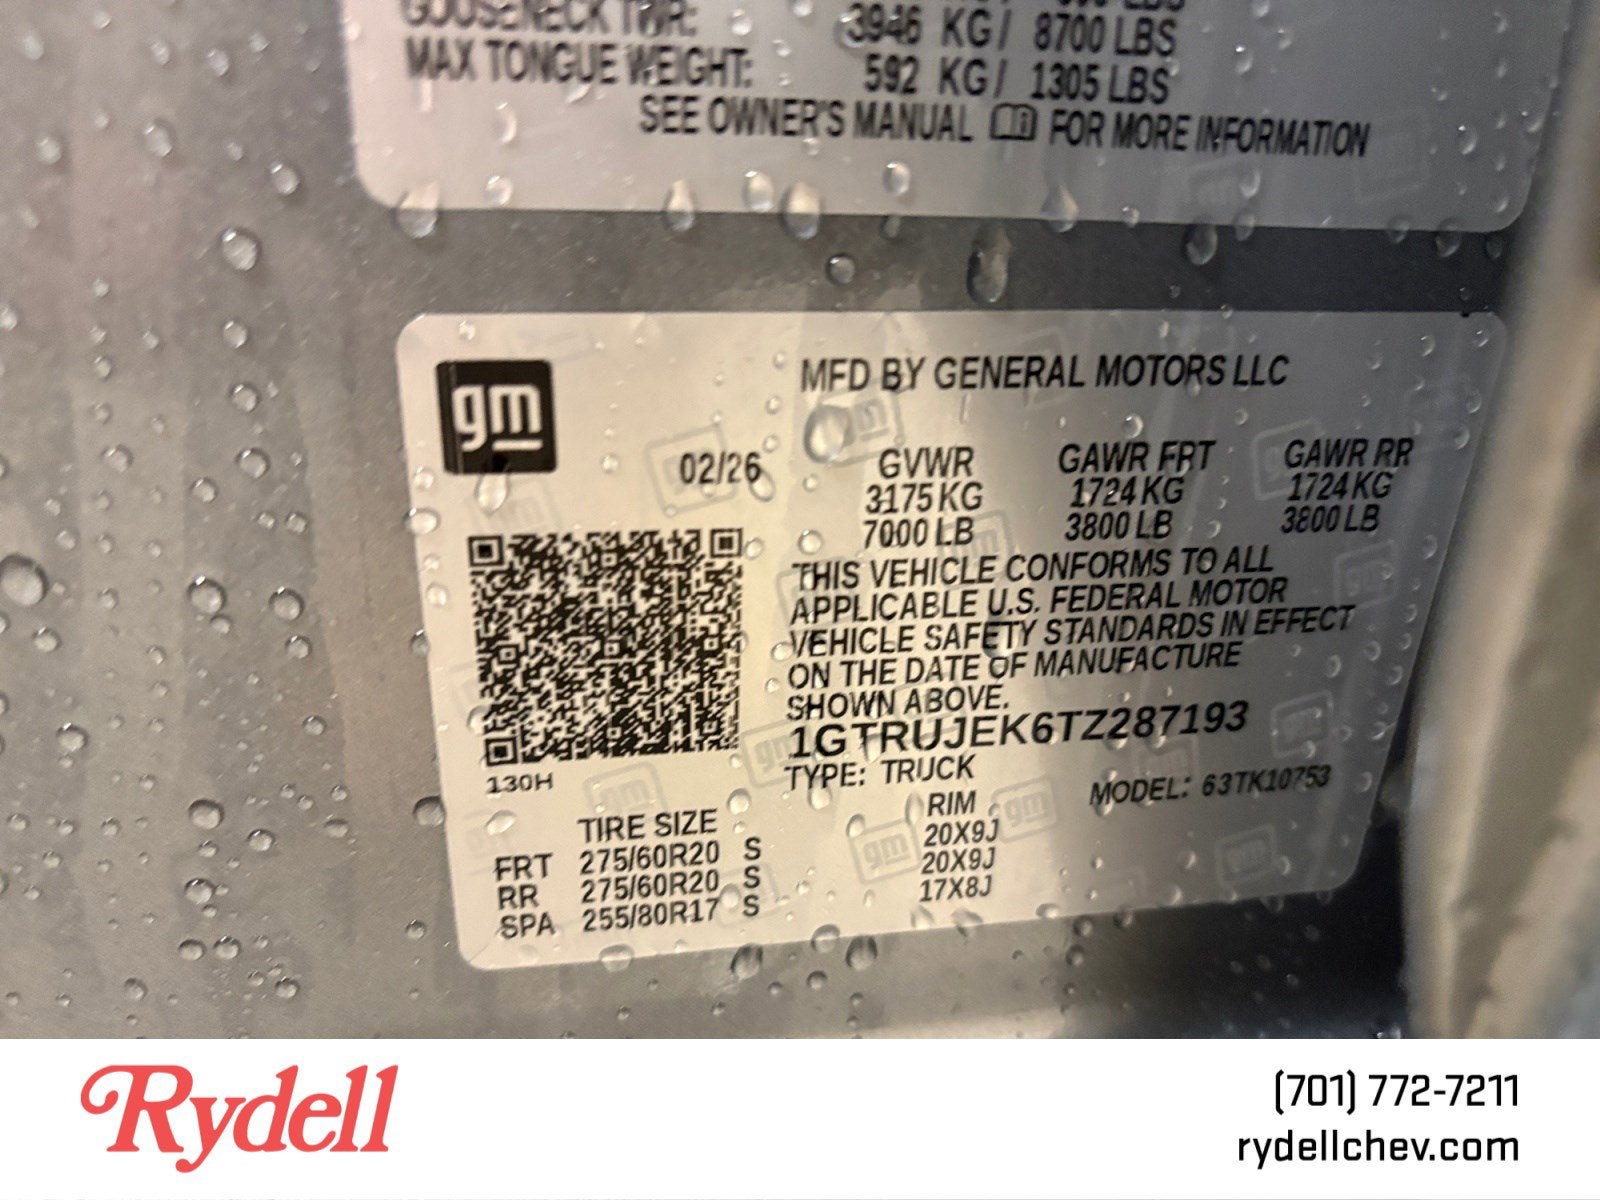 GOOSENECK TWR: 3946 KG / 8700 LBS
MAX TONGUE WEIGHT: 592 KG / 1305 LBS
SEE OWNER'S MANUAL FOR MORE INFORMATION
gm
MFD BY GENERAL MOTORS LLC
02/26
GVWR GAWR FRT GAWR RR
3175 KG 1724 KG 1724 KG
7000 LB 3800 LB 3800 LB
THIS VEHICLE CONFORMS TO ALL
APPLICABLE U.S. FEDERAL MOTOR
VEHICLE SAFETY STANDARDS IN EFFECT
ON THE DATE OF MANUFACTURE
SHOWN ABOVE.
1GTRUJEK6TZ287193
130H
TYPE: TRUCK MODEL: 63TK10753
TIRE SIZE RIM
FRT 275/60R20 S 20X9J
RR 275/60R20 S 20X9J
SPA 255/80R17 S 17X8J
Rydell
(701) 772-7211
rydellchev.com